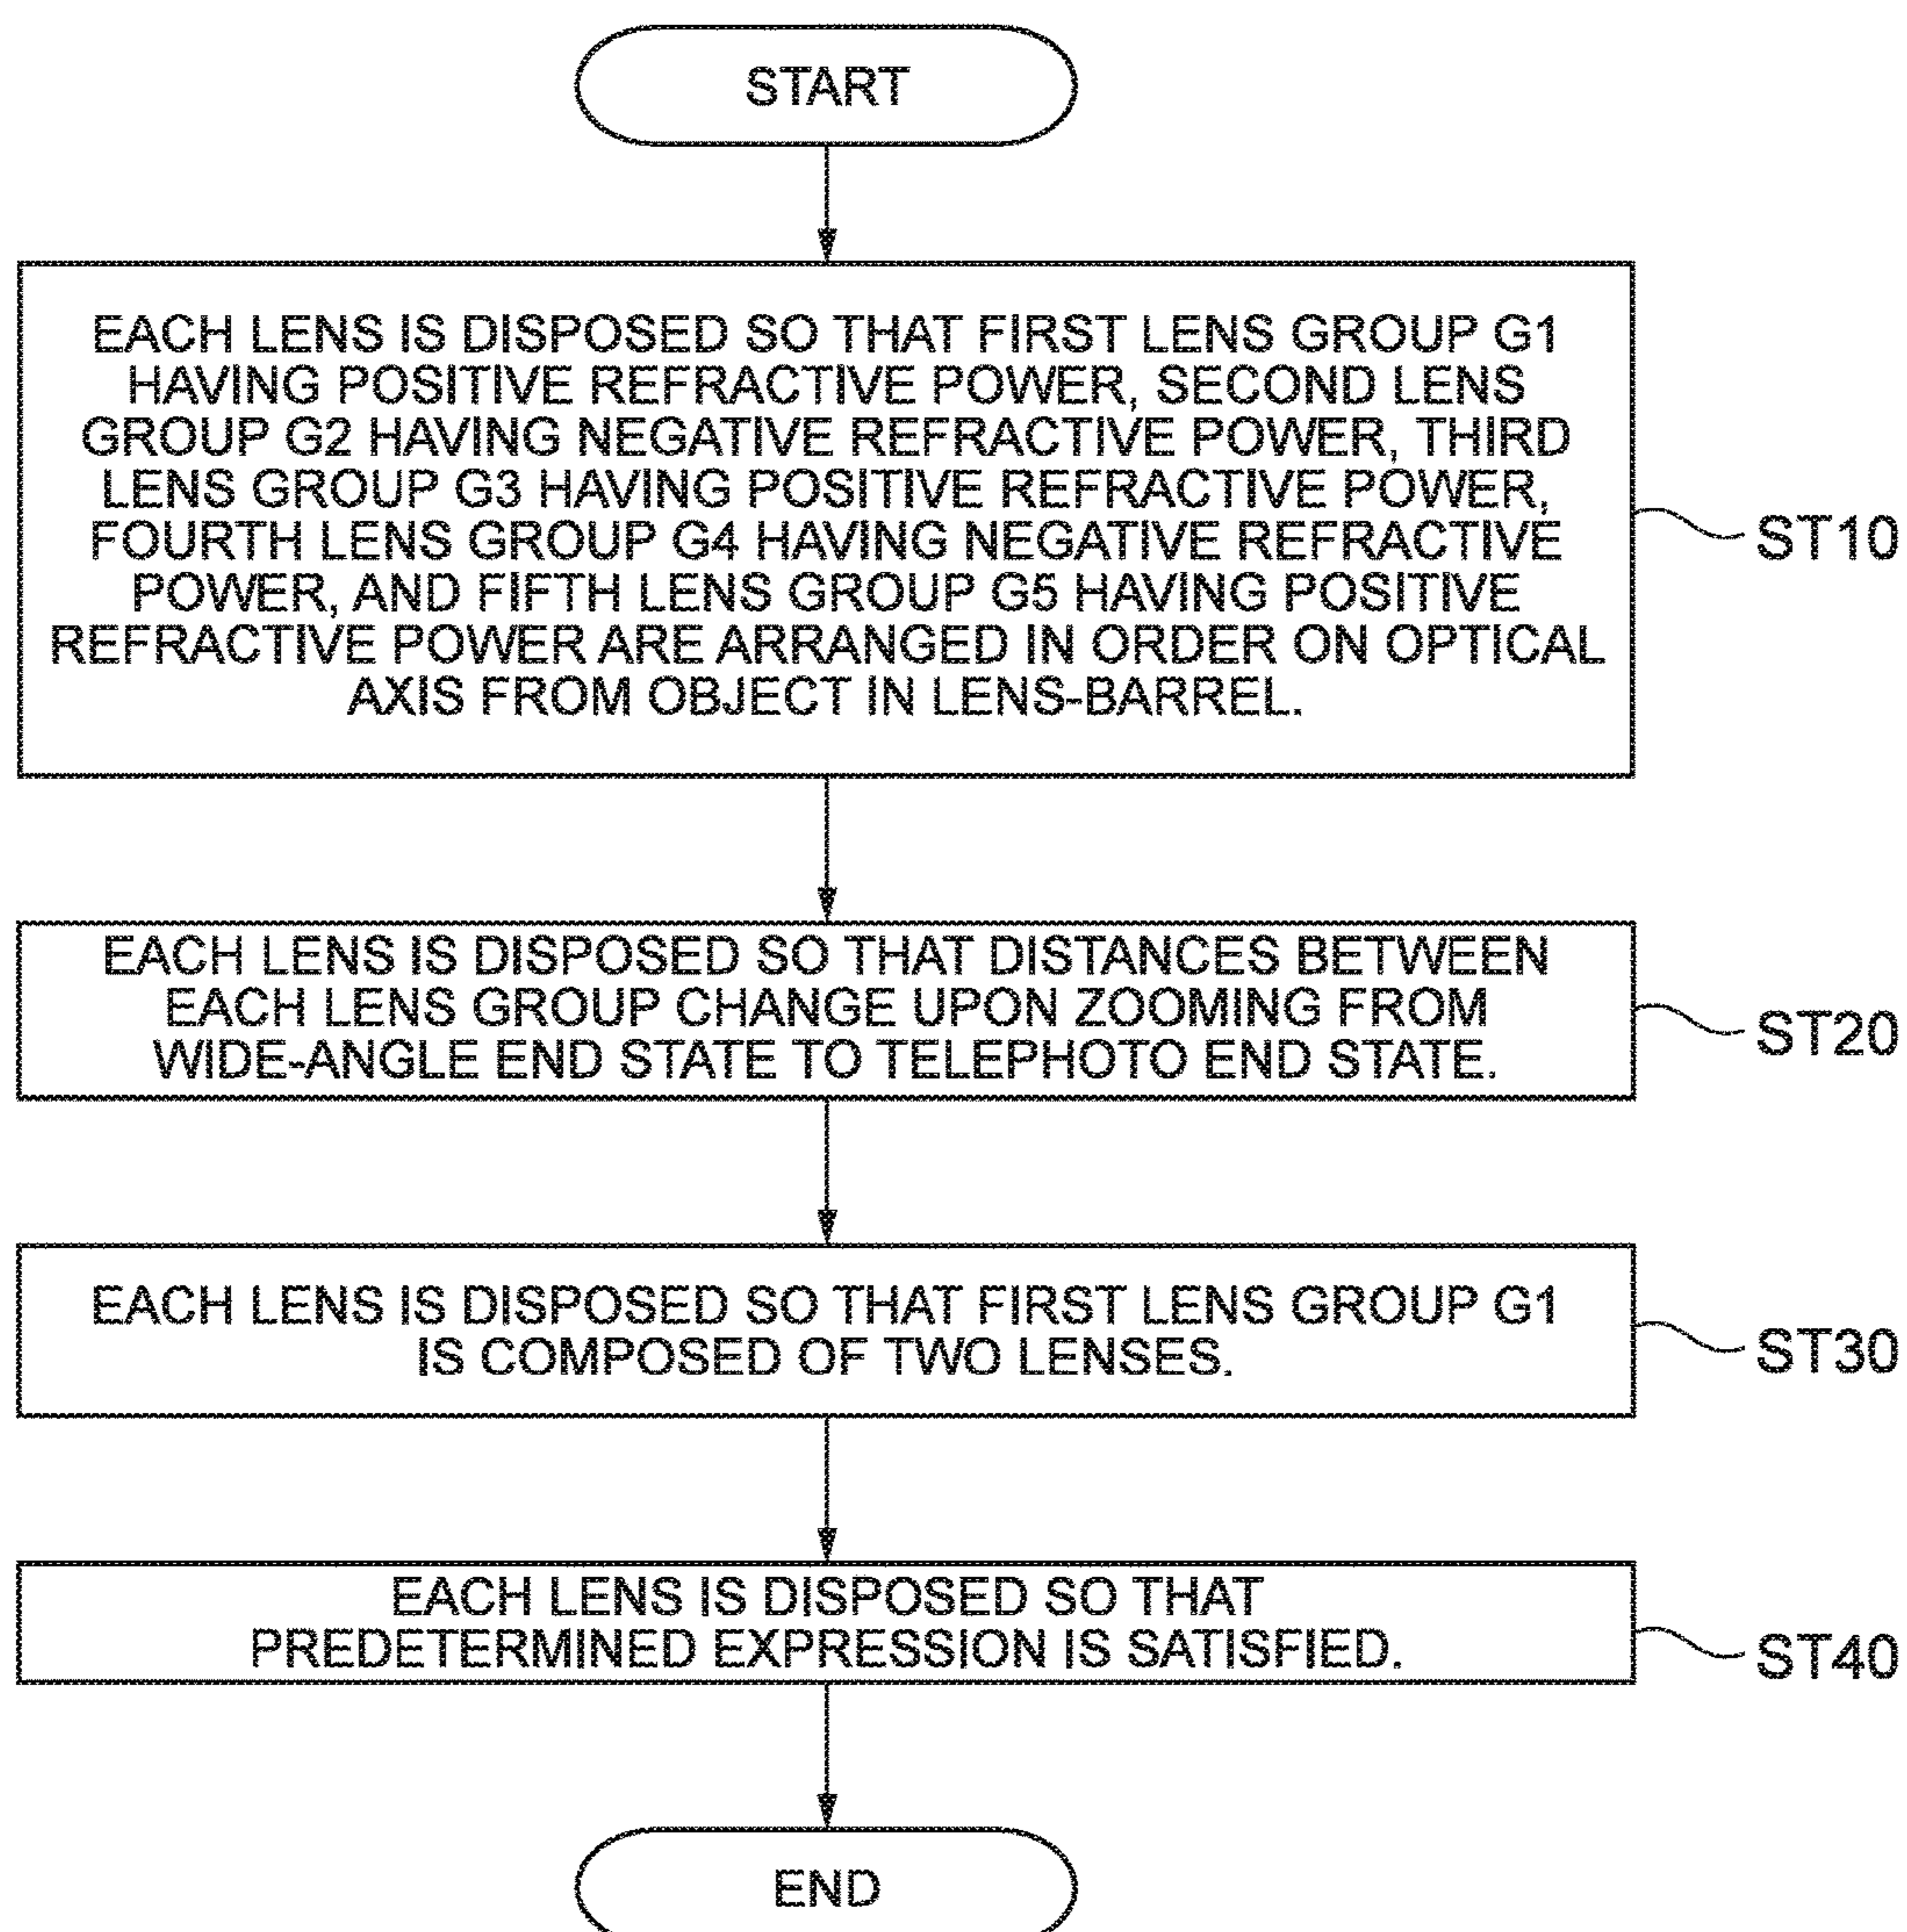 START
EACH LENS IS DISPOSED SO THAT FIRST LENS GROUP G1
HAVING POSITIVE REFRACTIVE POWER, SECOND LENS
GROUP G2 HAVING NEGATIVE REFRACTIVE POWER, THIRD
LENS GROUP G3 HAVING POSITIVE REFRACTIVE POWER,
FOURTH LENS GROUP G4 HAVING NEGATIVE REFRACTIVE
POWER, AND FIFTH LENS GROUP G5 HAVING POSITIVE
REFRACTIVE POWER ARE ARRANGED IN ORDER ON OPTICAL
AXIS FROM OBJECT IN LENS-BARREL.
ST10
EACH LENS IS DISPOSED SO THAT DISTANCES BETWEEN
EACH LENS GROUP CHANGE UPON ZOOMING FROM
WIDE-ANGLE END STATE TO TELEPHOTO END STATE.
ST20
EACH LENS IS DISPOSED SO THAT FIRST LENS GROUP G1
IS COMPOSED OF TWO LENSES.
ST30
EACH LENS IS DISPOSED SO THAT
PREDETERMINED EXPRESSION IS SATISFIED.
ST40
END